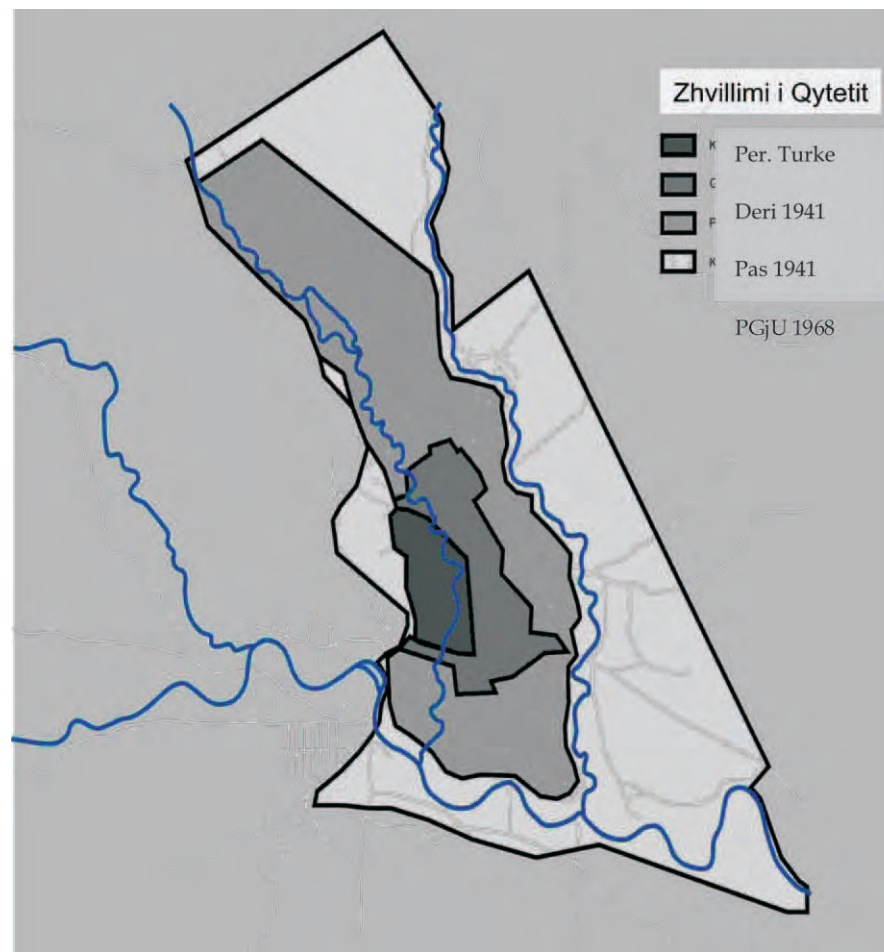 Zhvillimi i Qytetit
Per. Turke
Deri 1941
Pas 1941
PGjU 1968